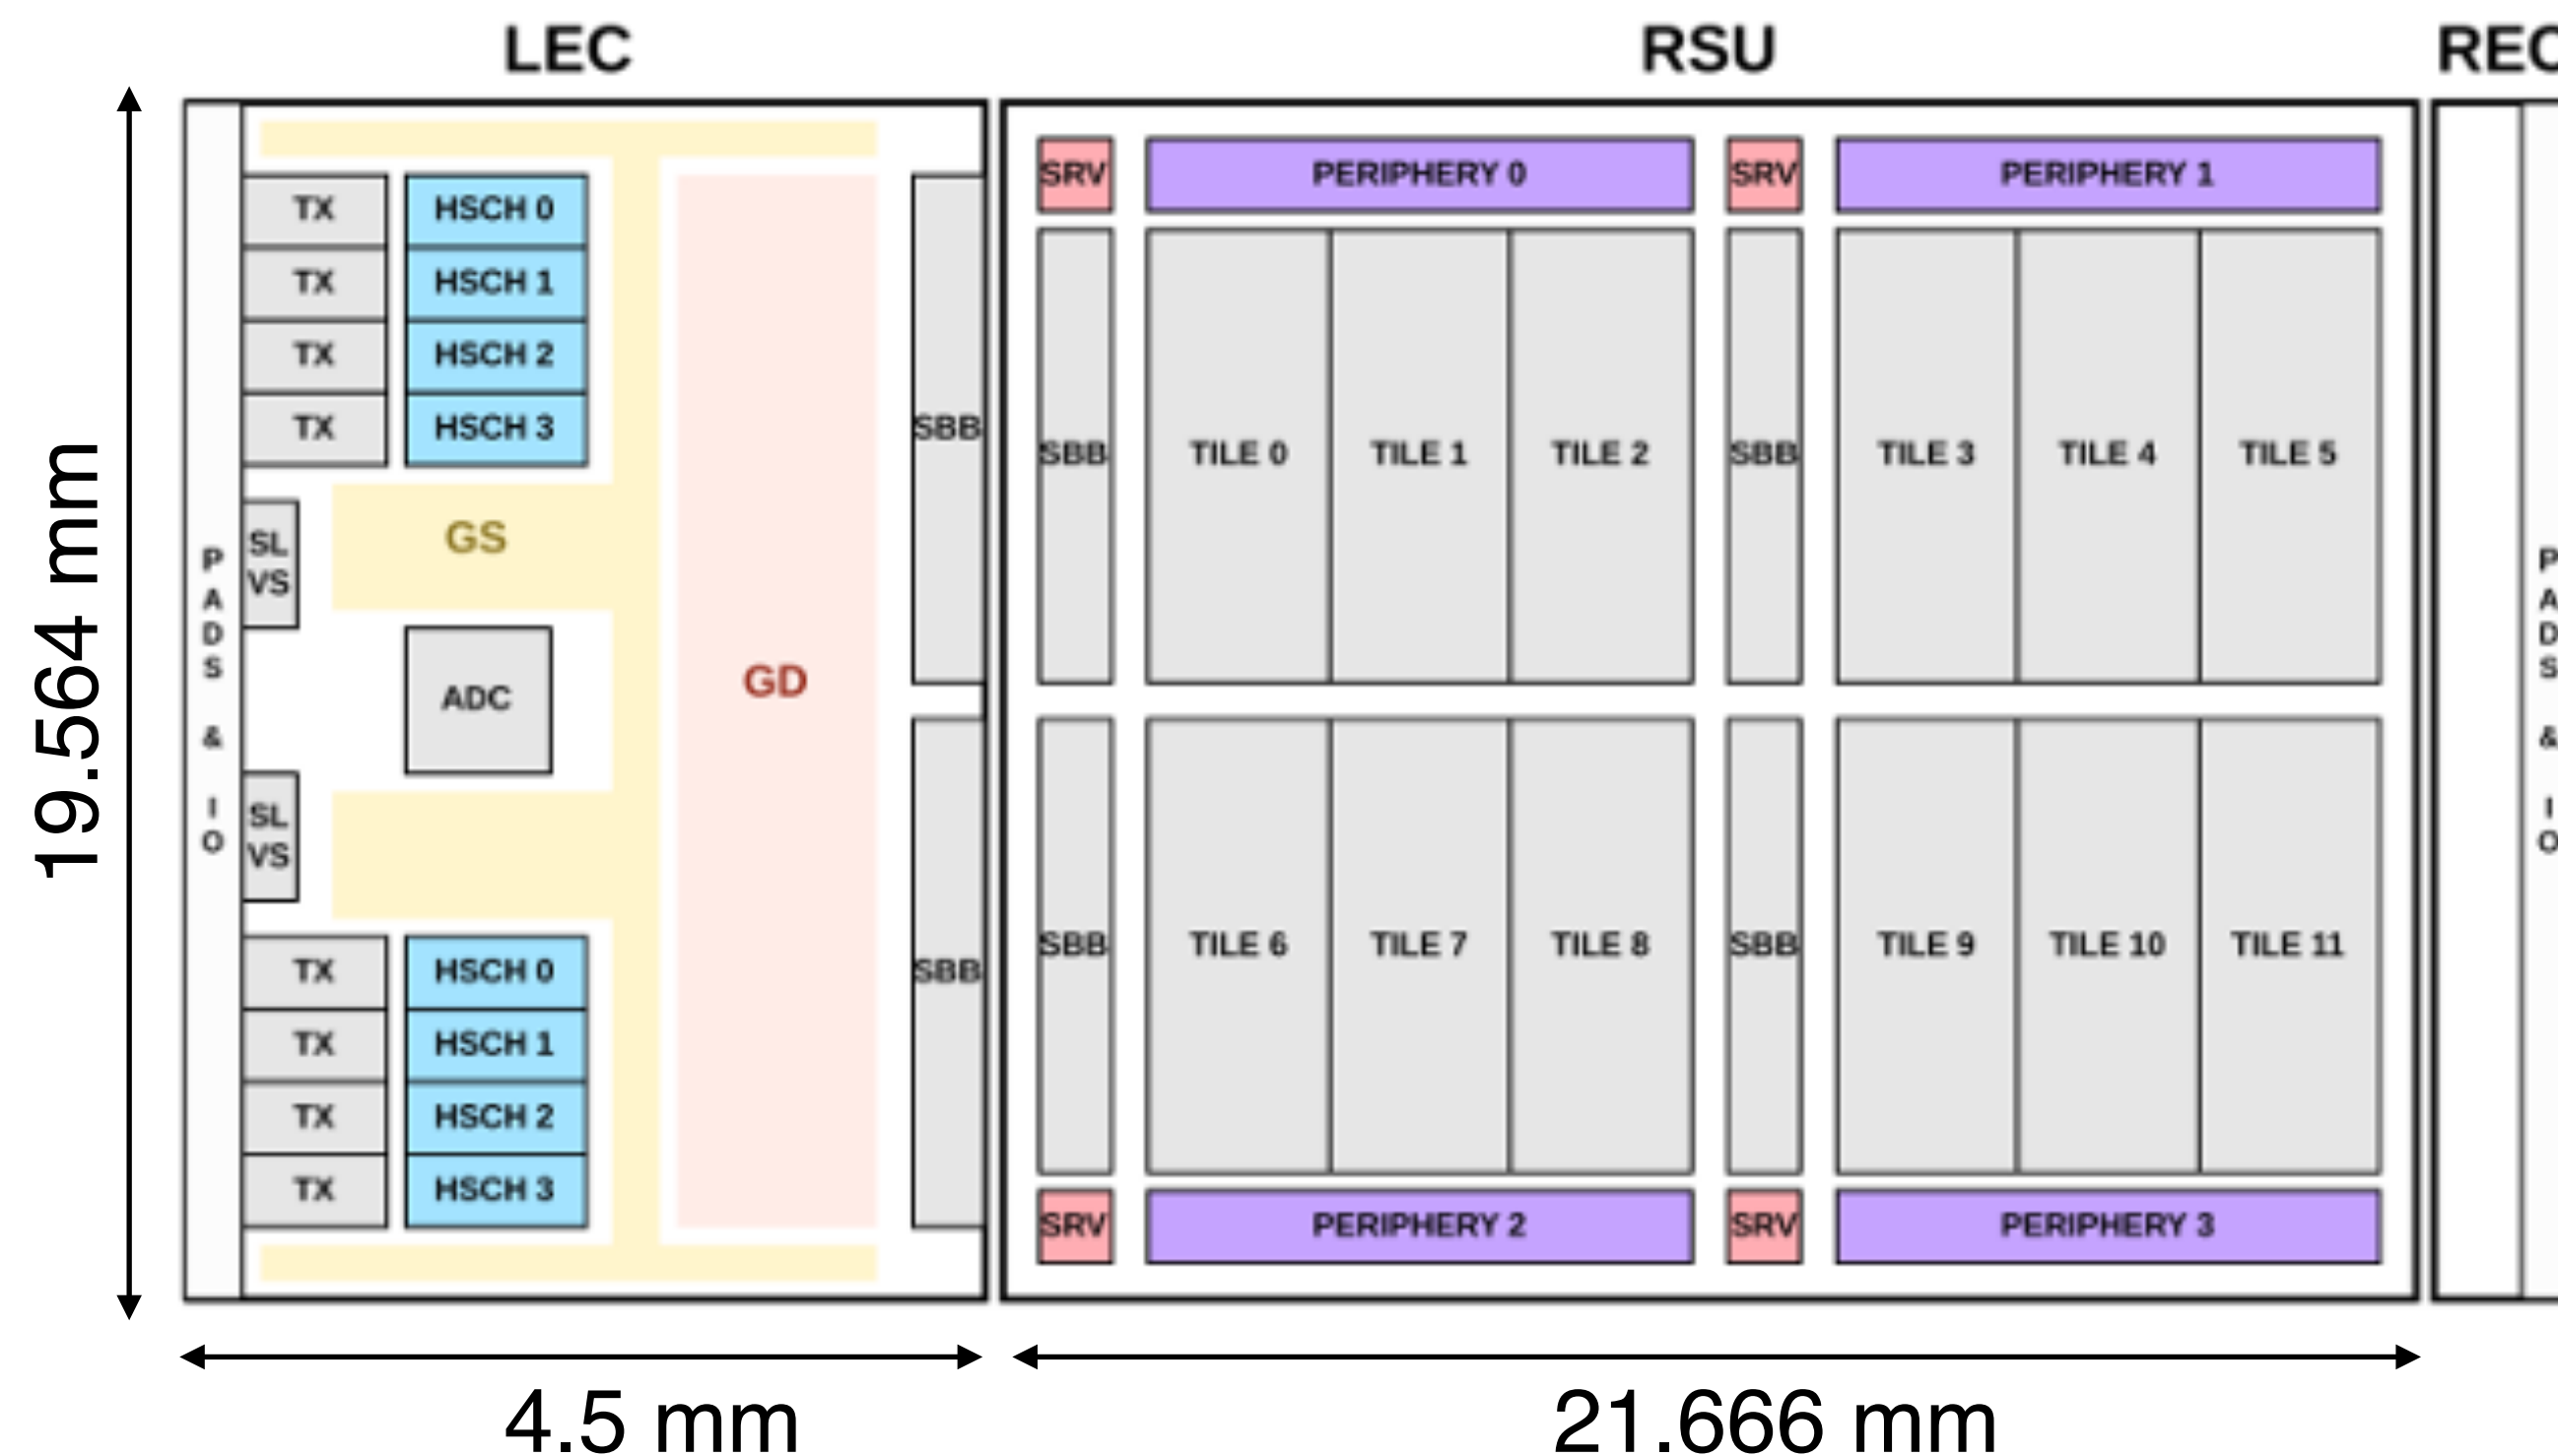 LEC
RSU
REC
SRV
PERIPHERY 0
SRV
PERIPHERY 1
TX
HSCH 0
TX
HSCH 1
TX
HSCH 2
TX
HSCH 3
SBB
SBB
TILE 0
TILE 1
TILE 2
SBB
TILE 3
TILE 4
TILE 5
SL
VS
GS
PADS & IO
ADC
GD
PADS & IO
19.564 mm
SL
VS
TX
HSCH 0
TX
HSCH 1
TX
HSCH 2
TX
HSCH 3
SBB
SBB
TILE 6
TILE 7
TILE 8
SBB
TILE 9
TILE 10
TILE 11
SRV
PERIPHERY 2
SRV
PERIPHERY 3
4.5 mm
21.666 mm